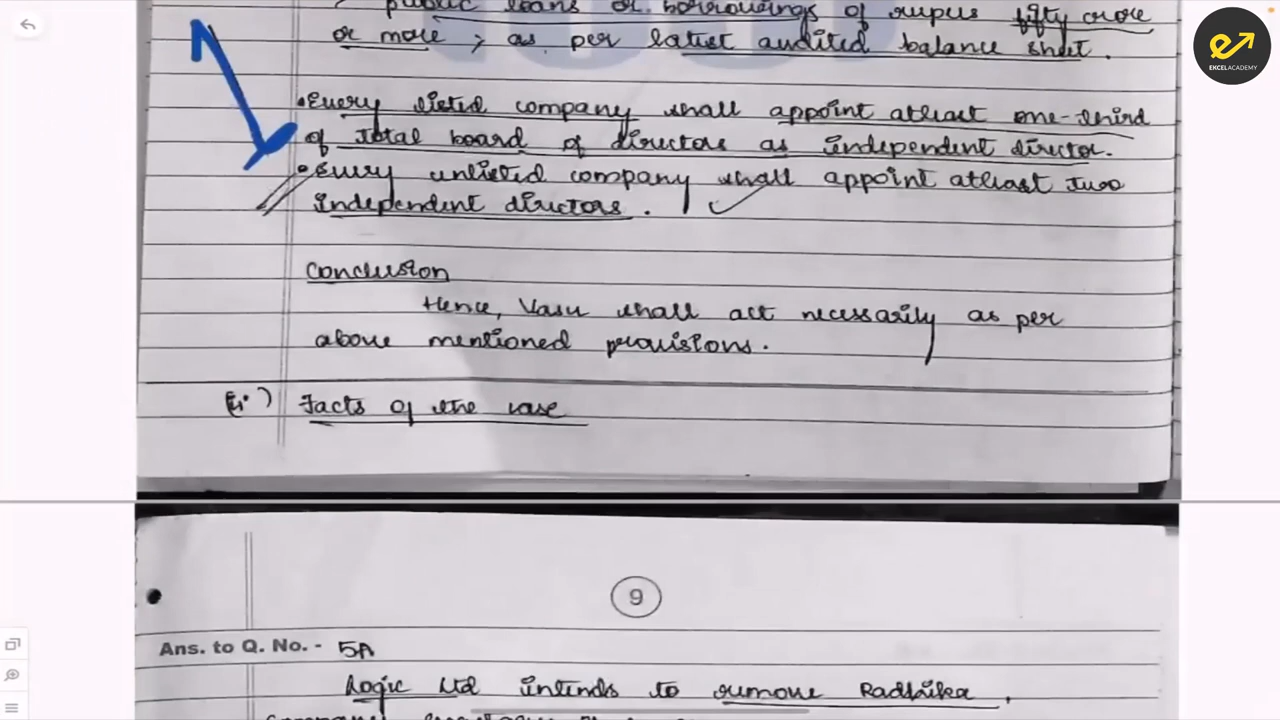 public loans or borrowings of rupus fifty crore
or more ; as per latest audited balance sheet.
EXCEL ACADEMY
• Every listed company shall appoint atleast one-third
of Total board of directors as independent director.
• Every unlisted company shall appoint atleast Two
independent directors.
Conclusion
Hence, Vasu shall act necessarily as per
above mentioned provisions.
Facts of the case
9
Ans. to Q. No. - 5A
Logic Ltd intends to remove Radhika,